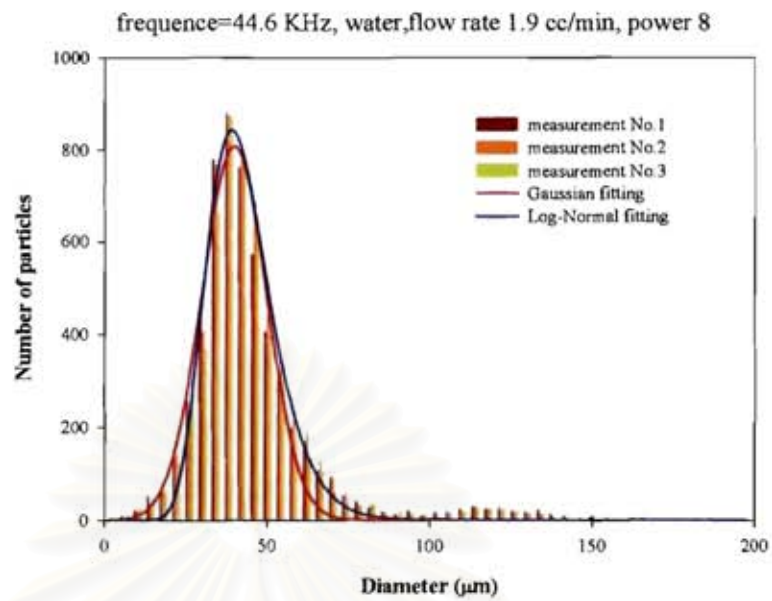 frequence=44.6 KHz, water,flow rate 1.9 cc/min, power 8
1000
800
600
400
200
0
Number of particles
measurement No.1
measurement No.2
measurement No.3
Gaussian fitting
Log-Normal fitting
0 50 100 150 200
Diameter (μm)